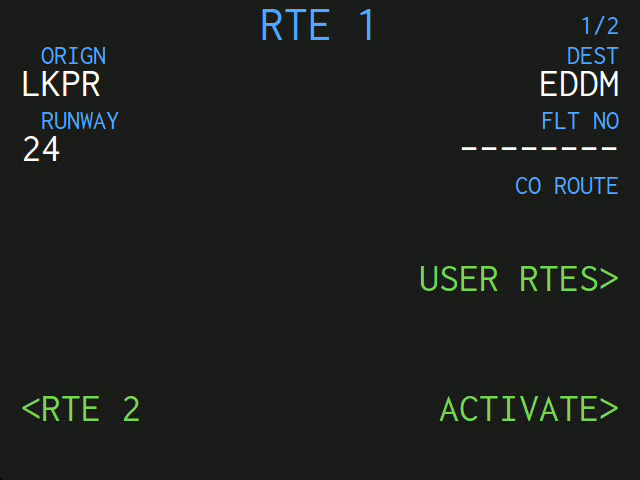 RTE 1
1/2
ORIGN DEST
LKPR EDDM
RUNWAY FLT NO
24 --------
CO ROUTE
USER RTES>
<RTE 2 ACTIVATE>